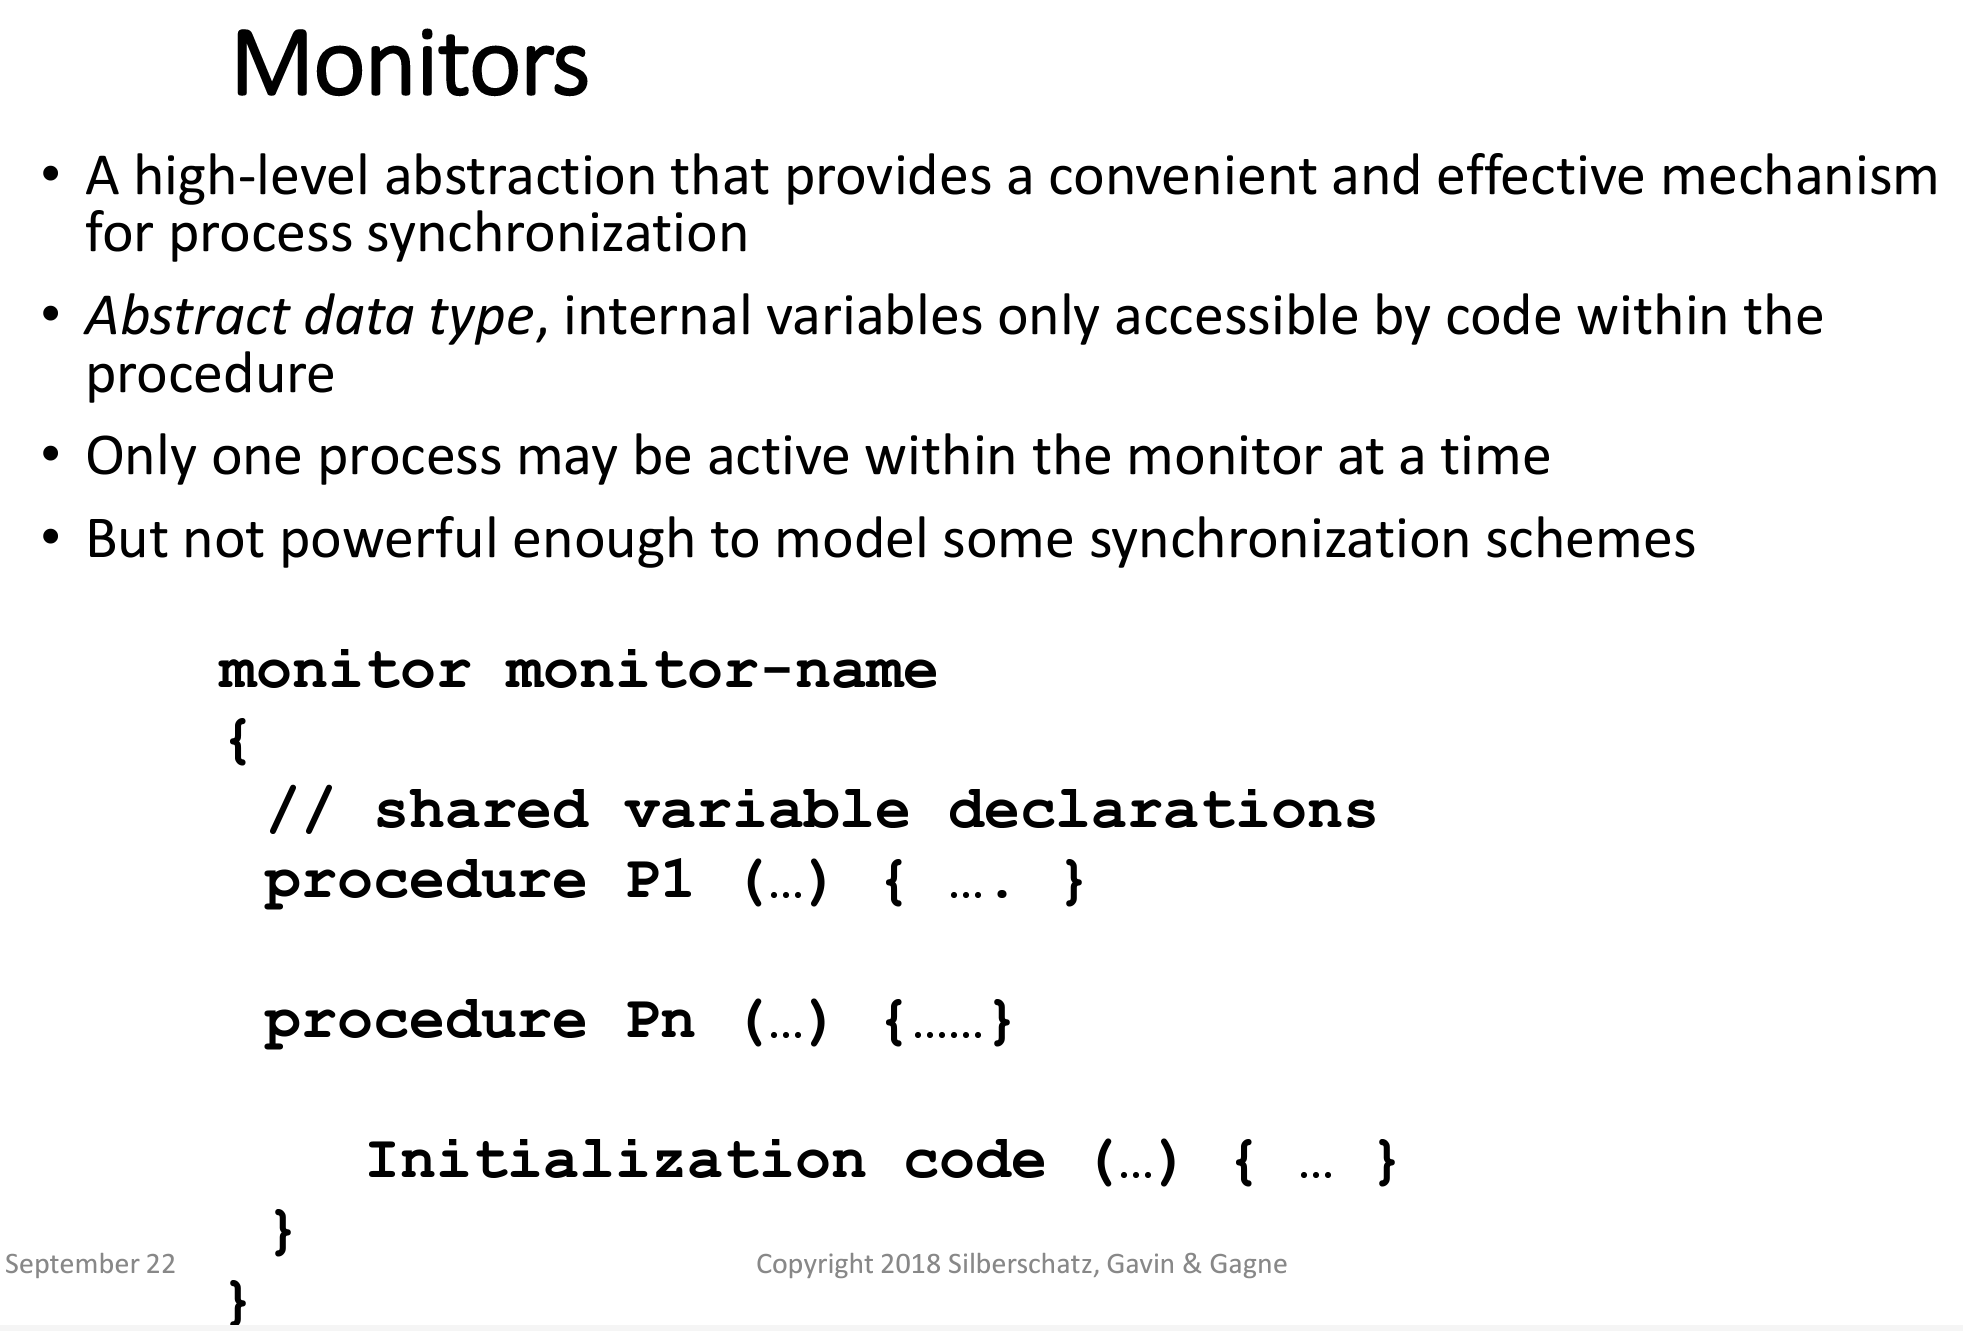 Monitors
• A high-level abstraction that provides a convenient and effective mechanism
for process synchronization
• Abstract data type, internal variables only accessible by code within the
procedure
• Only one process may be active within the monitor at a time
• But not powerful enough to model some synchronization schemes
monitor monitor-name
{
// shared variable declarations
procedure P1 (…) { …. }
procedure Pn (…) {……}
Initialization code (…) { … }
}
September 22
Copyright 2018 Silberschatz, Gavin & Gagne
}